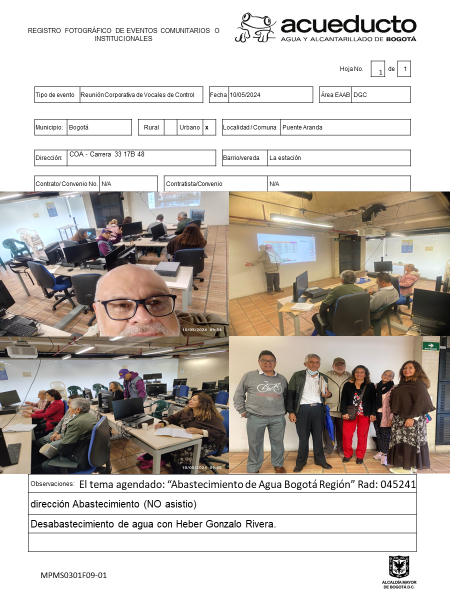 acueducto
AGUA Y ALCANTARILLADO DE BOGOTÁ
REGISTRO FOTOGRÁFICO DE EVENTOS COMUNITARIOS O
INSTITUCIONALES
Hoja No. 1 de 1
Tipo de evento Reunión Corporativa de Vocales de Control Fecha 10/05/2024 Área EAAB DGC
Municipio: Bogotá Rural Urbano x Localidad / Comuna Puente Aranda
Dirección: COA - Carrera 33 17B 48 Barrio/vereda La estación
Contrato/ Convenio No. N/A Contratista/Convenio N/A
10/05/2024
10/05/2024
Observaciones: El tema agendado: “Abastecimiento de Agua Bogotá Región” Rad: 045241
dirección Abastecimiento (NO asistio)
Desabastecimiento de agua con Heber Gonzalo Rivera.
MPMS0301F09-01
ALCALDÍA MAYOR
DE BOGOTÁ D.C.